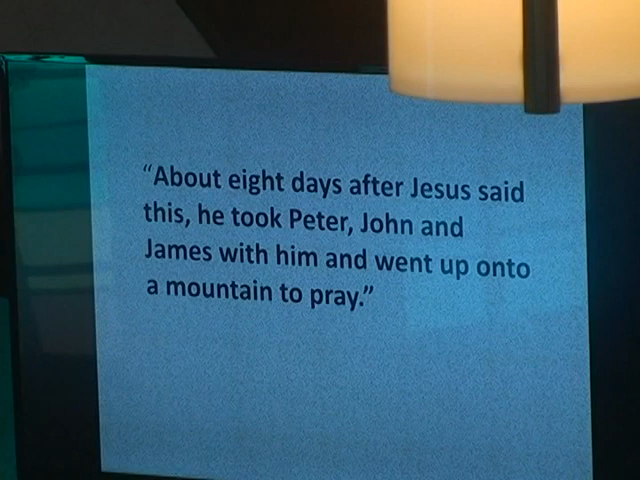 “About eight days after Jesus said
this, he took Peter, John and
James with him and went up onto
a mountain to pray.”